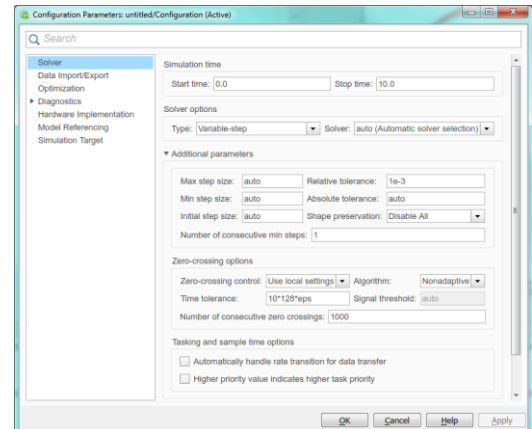 Configuration Parameters: untitled/Configuration (Active)
Search
Solver
Data Import/Export
Optimization
Diagnostics
Hardware Implementation
Model Referencing
Simulation Target
Simulation time
Start time: 0.0 Stop time: 10.0
Solver options
Type: Variable-step Solver: auto (Automatic solver selection)
Additional parameters
Max step size: auto Relative tolerance: 1e-3
Min step size: auto Absolute tolerance: auto
Initial step size: auto Shape preservation: Disable All
Number of consecutive min steps: 1
Zero-crossing options
Zero-crossing control: Use local settings Algorithm: Nonadaptive
Time tolerance: 10*128*eps Signal threshold: auto
Number of consecutive zero crossings: 1000
Tasking and sample time options
Automatically handle rate transition for data transfer
Higher priority value indicates higher task priority
OK Cancel Help Apply